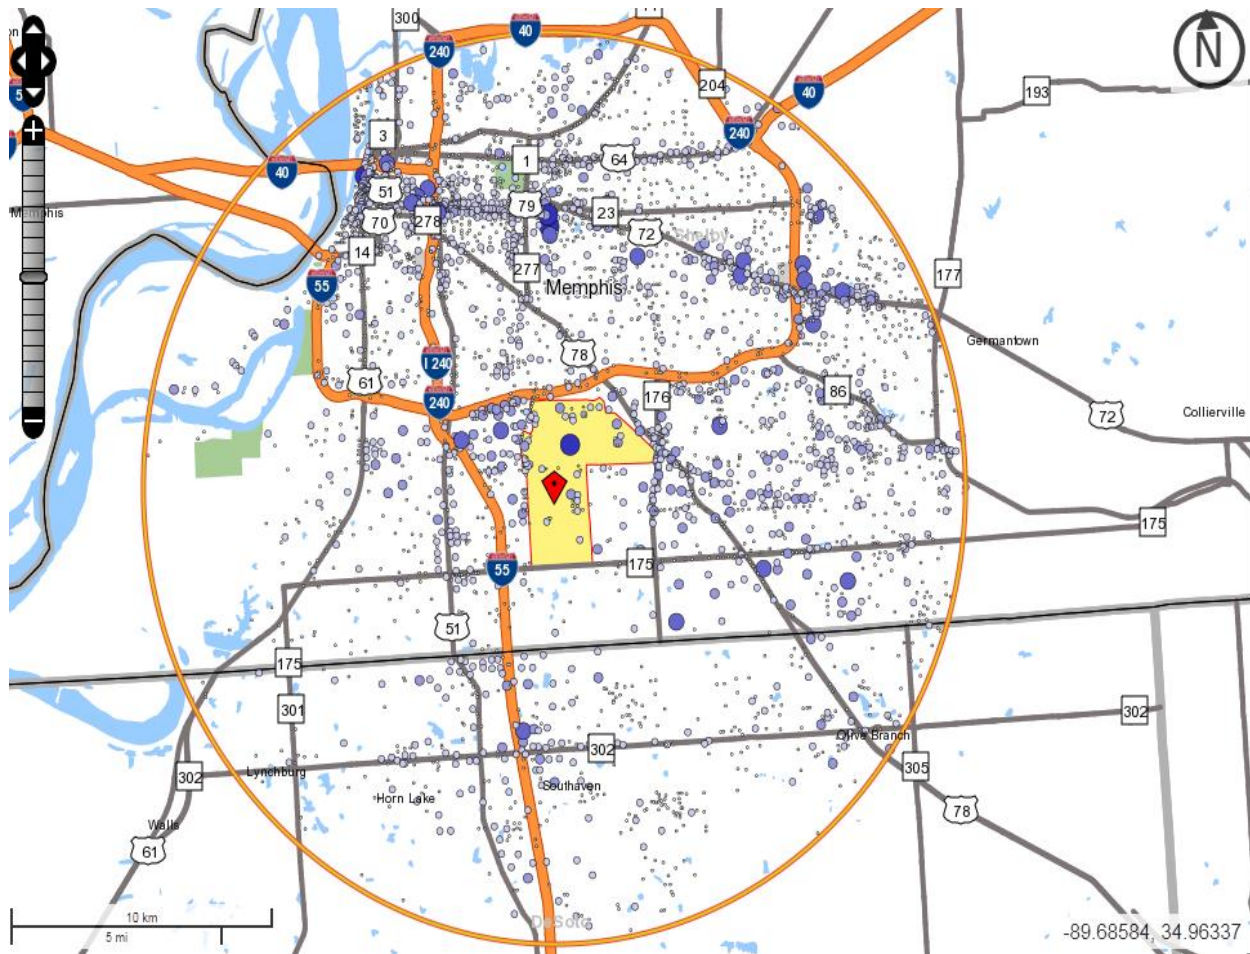 300
40
240
N
204
40
193
240
3
1
64
40
51
79
23
Memphis
70
278
72
Shelby
14
277
177
55
Memphis
I 240
78
Germantown
61
240
176
86
72
Collierville
175
55
175
51
175
301
302
302
Olive Branch
302
Lynchburg
305
Southaven
Horn Lake
78
Walls
61
10 km
5 mi
DeSoto
-89.68584, 34.96337